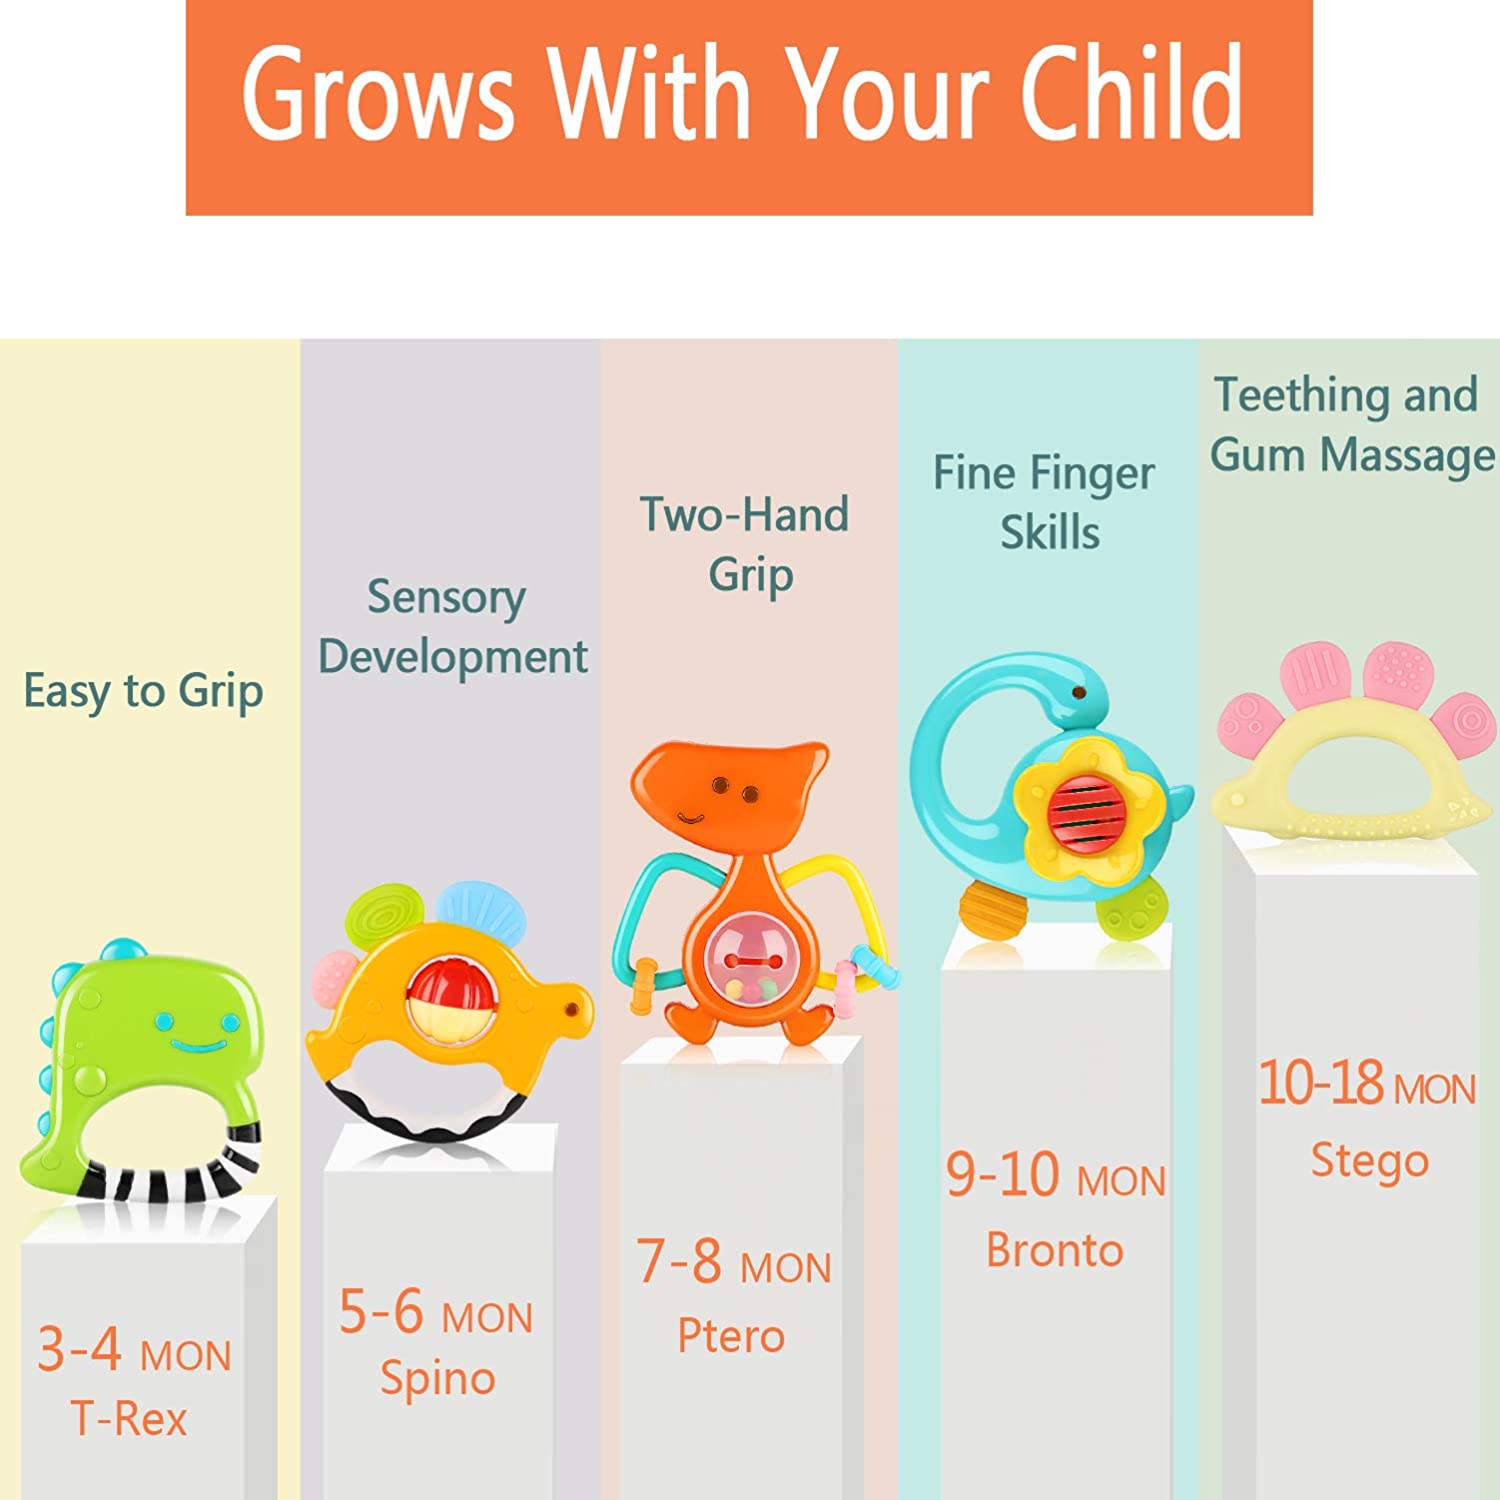 Grows With Your Child
Easy to Grip
3-4 MON
T-Rex
Sensory
Development
5-6 MON
Spino
Two-Hand
Grip
7-8 MON
Ptero
Fine Finger
Skills
9-10 MON
Bronto
Teething and
Gum Massage
10-18 MON
Stego